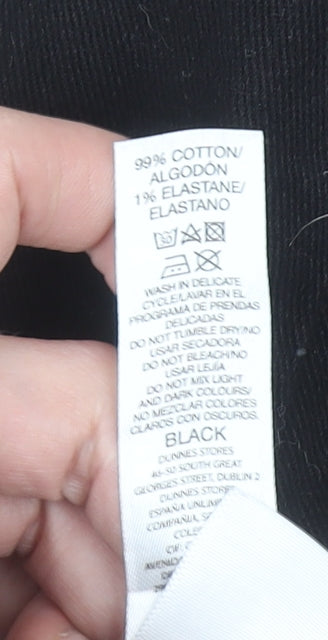 99% COTTON/
ALGODÓN
1% ELASTANE/
ELASTANO
30
WASH IN DELICATE
CYCLE/LAVAR EN EL
PROGRAMA DE PRENDAS
DELICADAS
DO NOT TUMBLE DRY/NO
USAR SECADORA
DO NOT BLEACH/NO
USAR LEJÍA
DO NOT MIX LIGHT
AND DARK COLOURS/
NO MEZCLAR COLORES
CLAROS CON OSCUROS.
BLACK
DUNNES STORES
46-50 SOUTH GREAT
GEORGES STREET, DUBLIN 2
DUNNES STORES
ESPAÑA UNLIM
COMPAÑIA